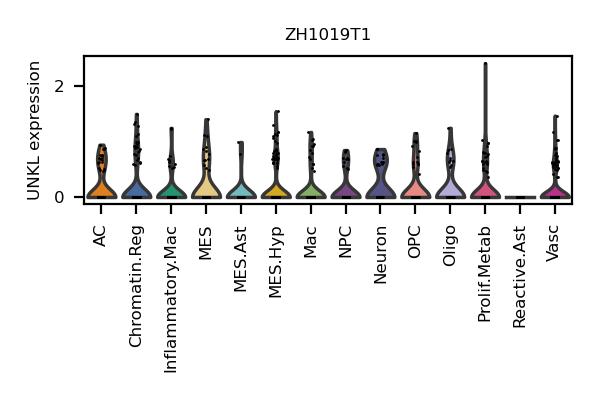 ZH1019T1
UNKL expression
2
0
AC
Chromatin.Reg
Inflammatory.Mac
MES
MES.Ast
MES.Hyp
Mac
NPC
Neuron
OPC
Oligo
Prolif.Metab
Reactive.Ast
Vasc